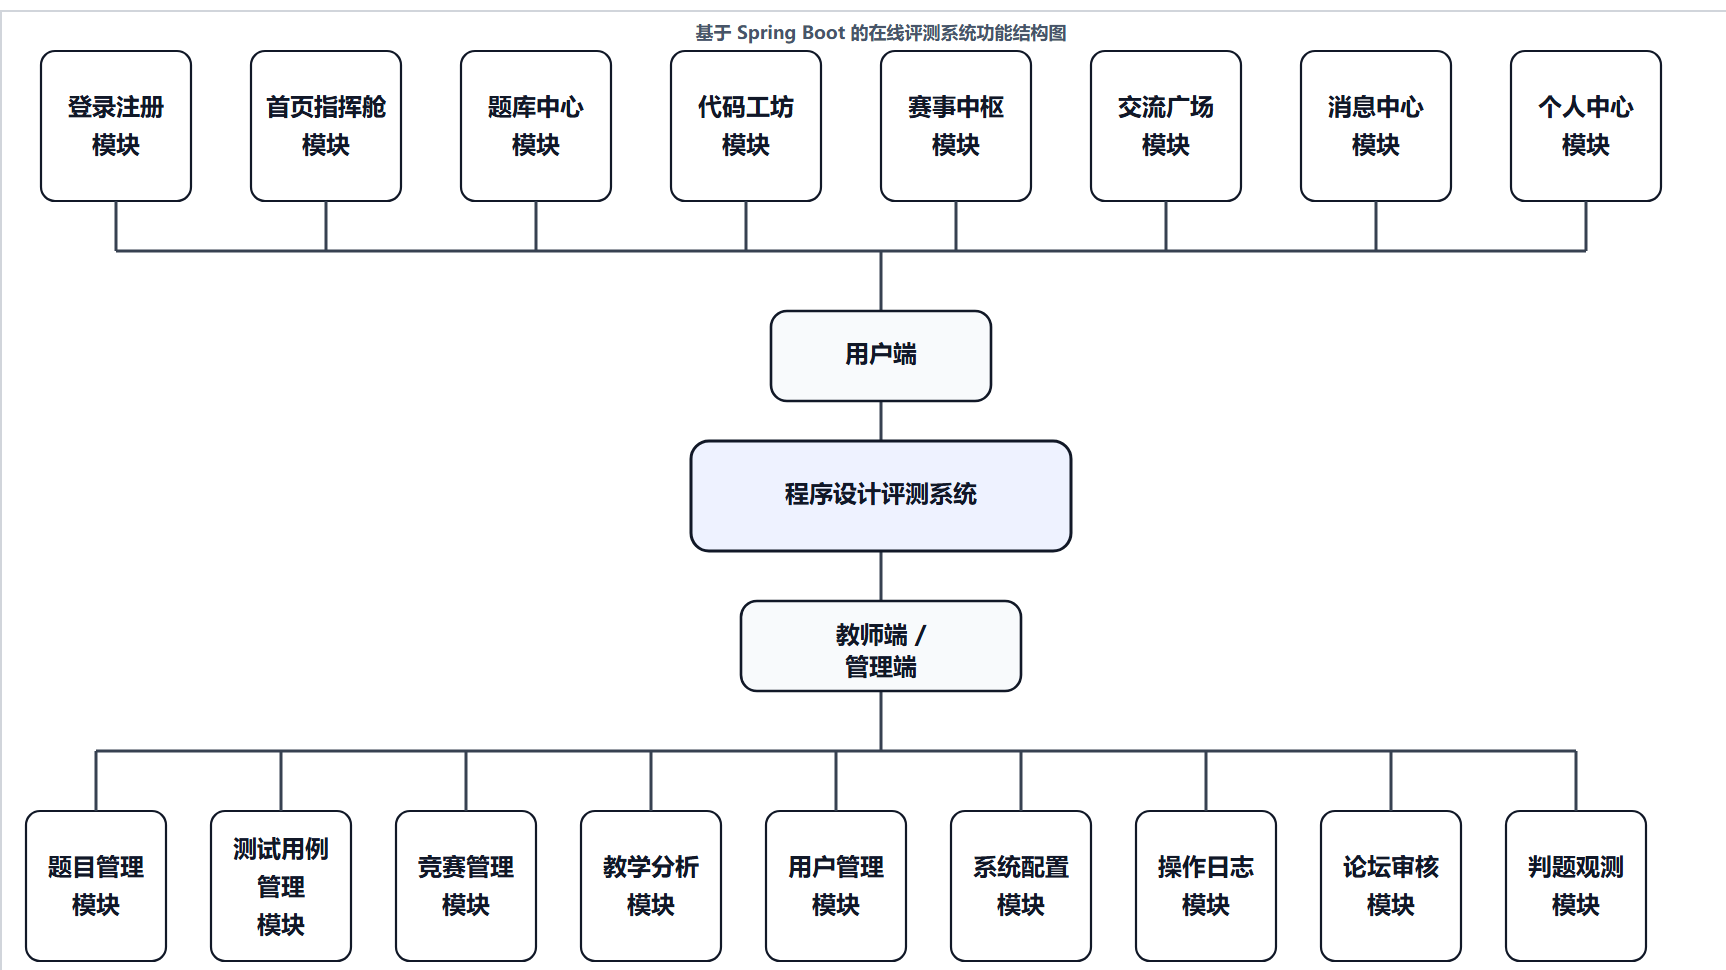 基于 Spring Boot 的在线评测系统功能结构图
登录注册
模块
首页指挥舱
模块
题库中心
模块
代码工坊
模块
赛事中枢
模块
交流广场
模块
消息中心
模块
个人中心
模块
用户端
程序设计评测系统
教师端 /
管理端
题目管理
模块
测试用例
管理
模块
竞赛管理
模块
教学分析
模块
用户管理
模块
系统配置
模块
操作日志
模块
论坛审核
模块
判题观测
模块